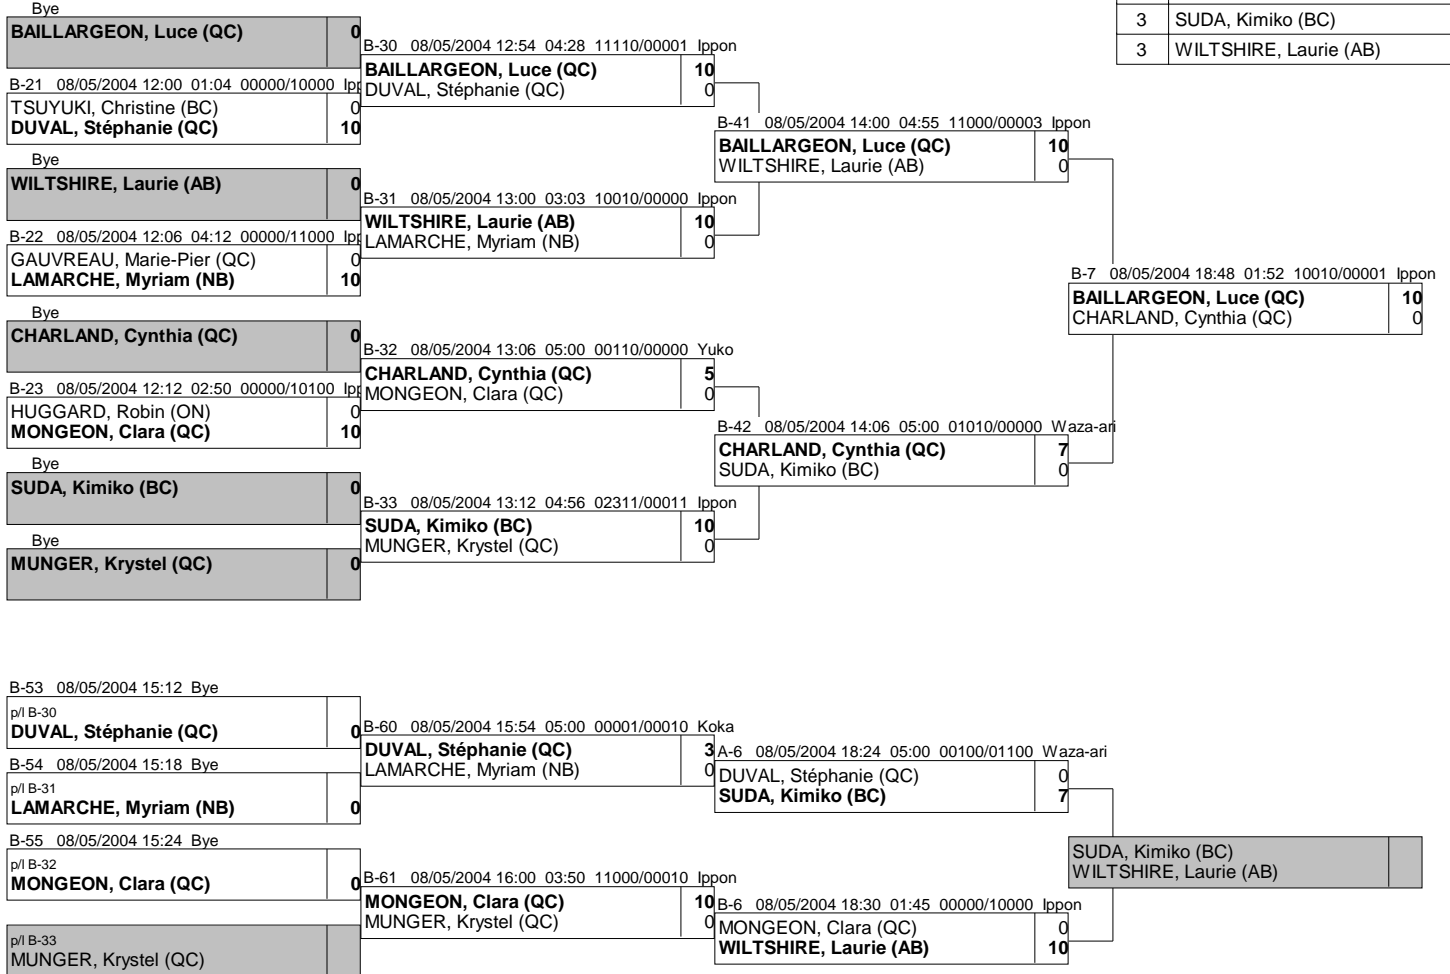 Bye
BAILLARGEON, Luce (QC) 0
B-21 08/05/2004 12:00 01:04 00000/10000 Ipp
TSUYUKI, Christine (BC) 0
DUVAL, Stéphanie (QC) 10
Bye
WILTSHIRE, Laurie (AB) 0
B-22 08/05/2004 12:06 04:12 00000/11000 Ipp
GAUVREAU, Marie-Pier (QC) 0
LAMARCHE, Myriam (NB) 10
Bye
CHARLAND, Cynthia (QC) 0
B-23 08/05/2004 12:12 02:50 00000/10100 Ipp
HUGGARD, Robin (ON) 0
MONGEON, Clara (QC) 10
Bye
SUDA, Kimiko (BC) 0
Bye
MUNGER, Krystel (QC) 0
B-30 08/05/2004 12:54 04:28 11110/00001 Ippon
BAILLARGEON, Luce (QC) 10
DUVAL, Stéphanie (QC) 0
B-31 08/05/2004 13:00 03:03 10010/00000 Ippon
WILTSHIRE, Laurie (AB) 10
LAMARCHE, Myriam (NB) 0
B-32 08/05/2004 13:06 05:00 00110/00000 Yuko
CHARLAND, Cynthia (QC) 5
MONGEON, Clara (QC) 0
B-33 08/05/2004 13:12 04:56 02311/00011 Ippon
SUDA, Kimiko (BC) 10
MUNGER, Krystel (QC) 0
B-41 08/05/2004 14:00 04:55 11000/00003 Ippon
BAILLARGEON, Luce (QC) 10
WILTSHIRE, Laurie (AB) 0
B-42 08/05/2004 14:06 05:00 01010/00000 Waza-ari
CHARLAND, Cynthia (QC) 7
SUDA, Kimiko (BC) 0
3 SUDA, Kimiko (BC)
3 WILTSHIRE, Laurie (AB)
B-7 08/05/2004 18:48 01:52 10010/00001 Ippon
BAILLARGEON, Luce (QC) 10
CHARLAND, Cynthia (QC) 0
B-53 08/05/2004 15:12 Bye
p/l B-30
DUVAL, Stéphanie (QC) 0
B-54 08/05/2004 15:18 Bye
p/l B-31
LAMARCHE, Myriam (NB) 0
B-55 08/05/2004 15:24 Bye
p/l B-32
MONGEON, Clara (QC) 0
p/l B-33
MUNGER, Krystel (QC)
B-60 08/05/2004 15:54 05:00 00001/00010 Koka
DUVAL, Stéphanie (QC) 3
LAMARCHE, Myriam (NB) 0
B-61 08/05/2004 16:00 03:50 11000/00010 Ippon
MONGEON, Clara (QC) 10
MUNGER, Krystel (QC) 0
A-6 08/05/2004 18:24 05:00 00100/01100 Waza-ari
DUVAL, Stéphanie (QC) 0
SUDA, Kimiko (BC) 7
B-6 08/05/2004 18:30 01:45 00000/10000 Ippon
MONGEON, Clara (QC) 0
WILTSHIRE, Laurie (AB) 10
SUDA, Kimiko (BC)
WILTSHIRE, Laurie (AB)